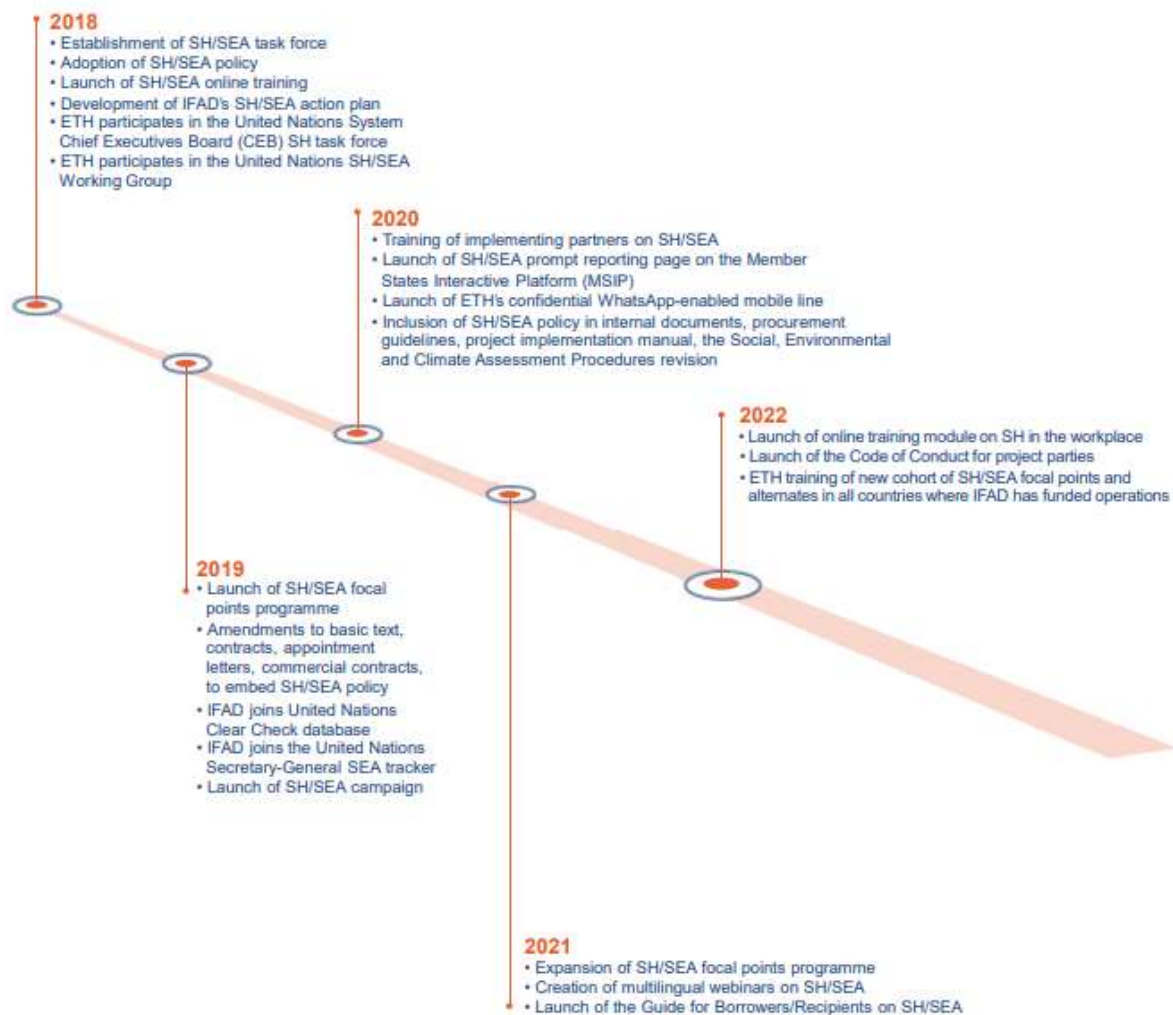 2018
• Establishment of SH/SEA task force
• Adoption of SH/SEA policy
• Launch of SH/SEA online training
• Development of IFAD's SH/SEA action plan
• ETH participates in the United Nations System
Chief Executives Board (CEB) SH task force
• ETH participates in the United Nations SH/SEA
Working Group
2020
• Training of implementing partners on SH/SEA
• Launch of SH/SEA prompt reporting page on the Member
States Interactive Platform (MSIP)
• Launch of ETH's confidential WhatsApp-enabled mobile line
• Inclusion of SH/SEA policy in internal documents, procurement
guidelines, project implementation manual, the Social, Environmental
and Climate Assessment Procedures revision
2022
• Launch of online training module on SH in the workplace
• Launch of the Code of Conduct for project parties
• ETH training of new cohort of SH/SEA focal points and
alternates in all countries where IFAD has funded operations
2019
• Launch of SH/SEA focal
points programme
• Amendments to basic text,
contracts, appointment
letters, commercial contracts,
to embed SH/SEA policy
• IFAD joins United Nations
Clear Check database
• IFAD joins the United Nations
Secretary-General SEA tracker
• Launch of SH/SEA campaign
2021
• Expansion of SH/SEA focal points programme
• Creation of multilingual webinars on SH/SEA
• Launch of the Guide for Borrowers/Recipients on SH/SEA